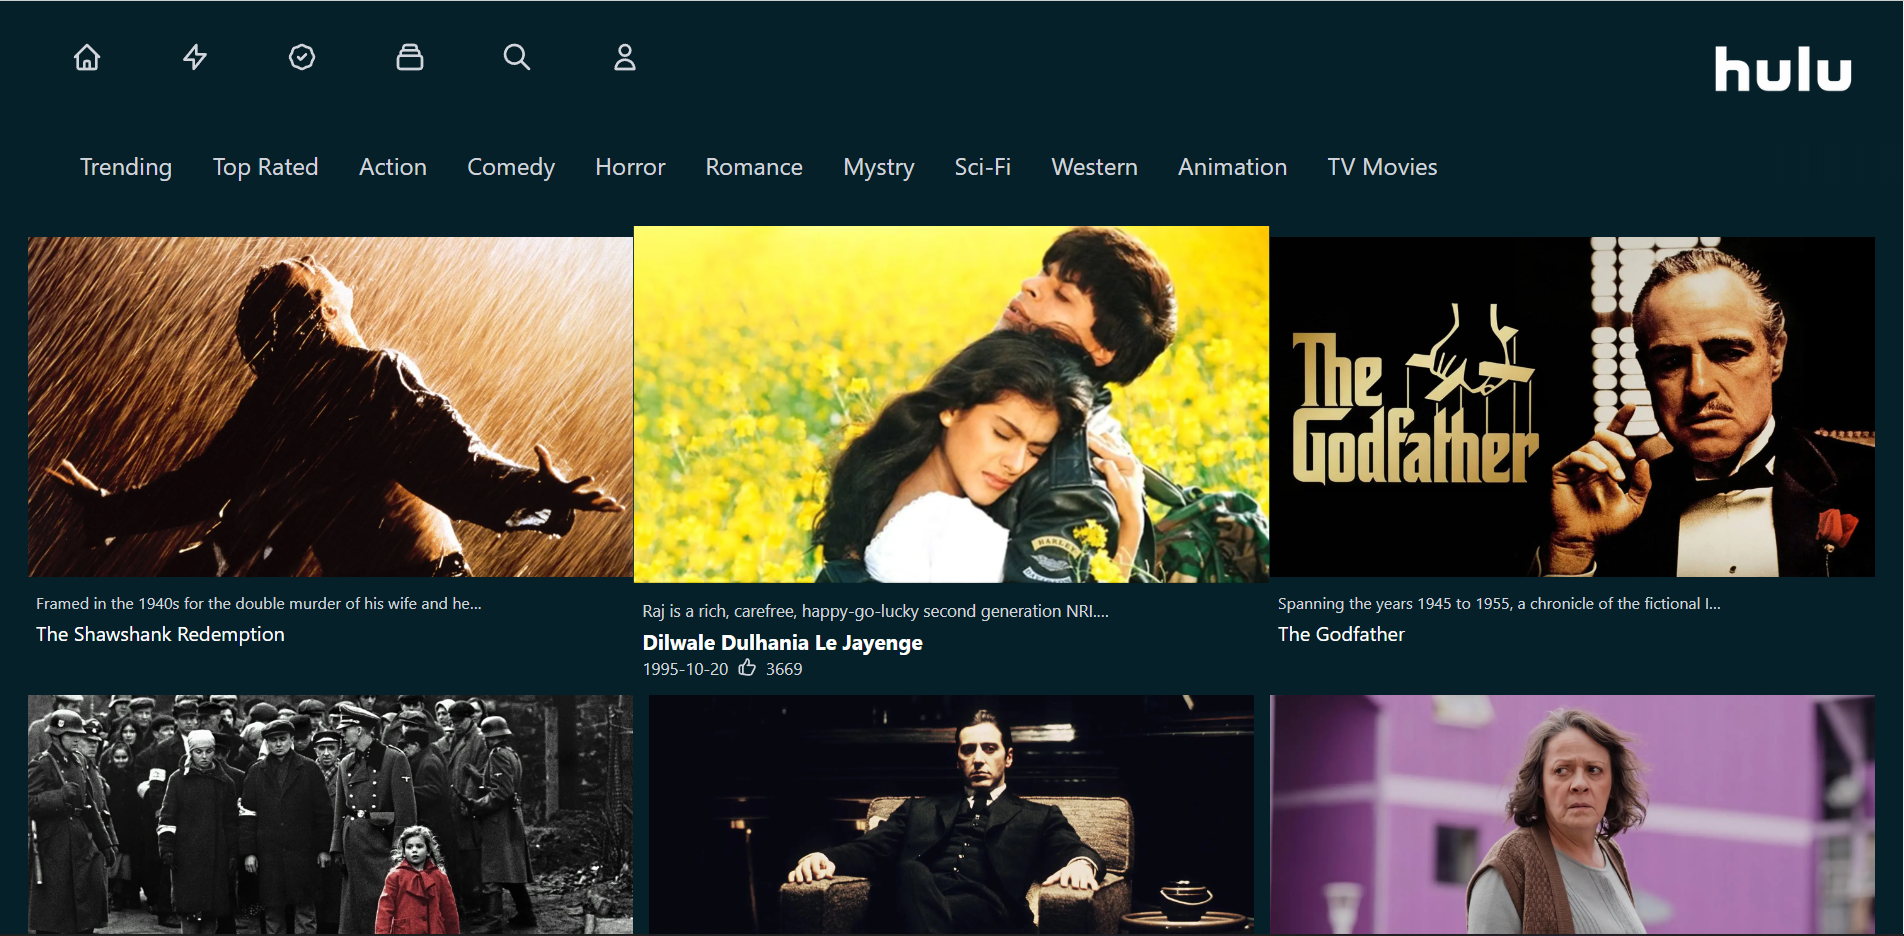 hulu
Trending Top Rated Action Comedy Horror Romance Mystry Sci-Fi Western Animation TV Movies
The
Godfather
HARLEY
Framed in the 1940s for the double murder of his wife and he...
The Shawshank Redemption
Raj is a rich, carefree, happy-go-lucky second generation NRI....
Dilwale Dulhania Le Jayenge
1995-10-20 3669
Spanning the years 1945 to 1955, a chronicle of the fictional I...
The Godfather